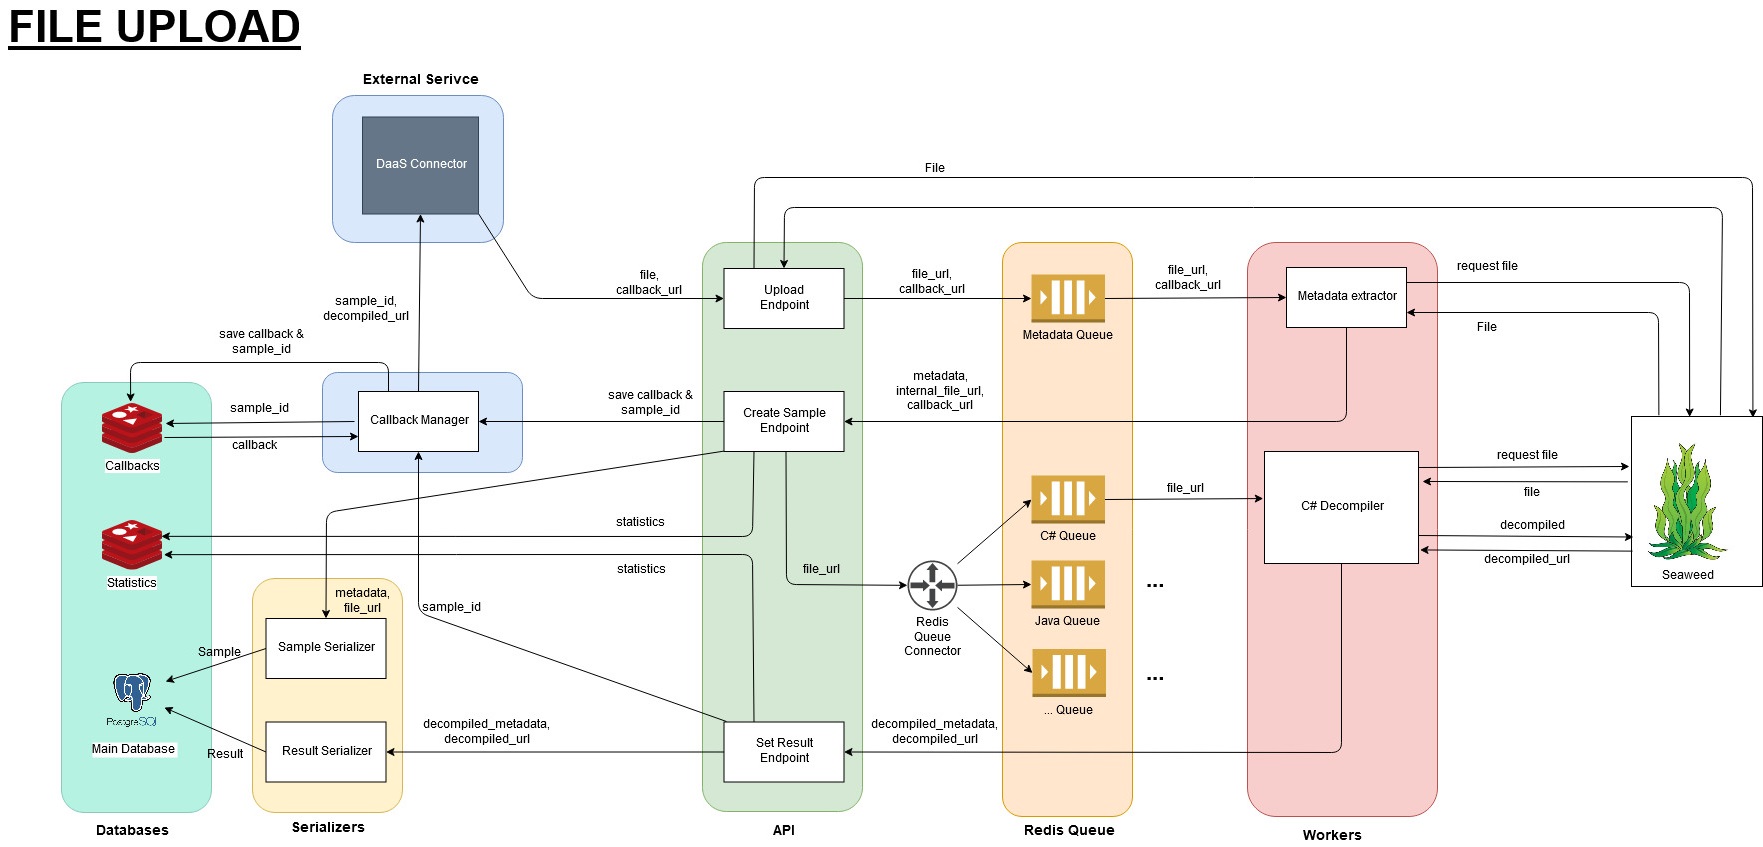 FILE UPLOAD
External Serivce
DaaS Connector
File
file,
callback_url
Upload
Endpoint
file_url,
callback_url
Metadata Queue
file_url,
callback_url
Metadata extractor
request file
File
sample_id,
decompiled_url
save callback &
sample_id
Callbacks
sample_id
callback
Callback Manager
save callback &
sample_id
Create Sample
Endpoint
metadata,
internal_file_url,
callback_url
statistics
statistics
Statistics
file_url
Redis
Queue
Connector
C# Queue
Java Queue
...
... Queue
...
file_url
C# Decompiler
request file
file
decompiled
decompiled_url
Seaweed
metadata,
file_url
Sample Serializer
Sample
sample_id
PostgreSQL
Main Database
Result
Result Serializer
decompiled_metadata,
decompiled_url
Set Result
Endpoint
decompiled_metadata,
decompiled_url
Databases
Serializers
API
Redis Queue
Workers